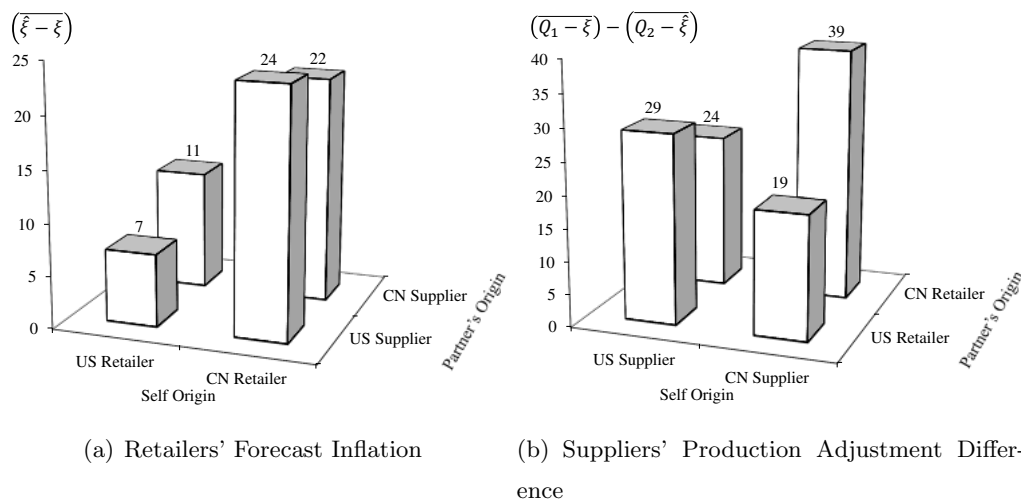 (ξ̂ − ξ)
25
20
15
10
5
0
7
11
24
22
US Retailer
CN Retailer
Self Origin
US Supplier
CN Supplier
Partner's Origin
(a) Retailers' Forecast Inflation
(Q₁ − ξ) − (Q₂ − ξ̂)
40
35
30
25
20
15
10
5
0
29
24
19
39
US Supplier
CN Supplier
Self Origin
US Retailer
CN Retailer
Partner's Origin
(b) Suppliers' Production Adjustment Differ-
ence